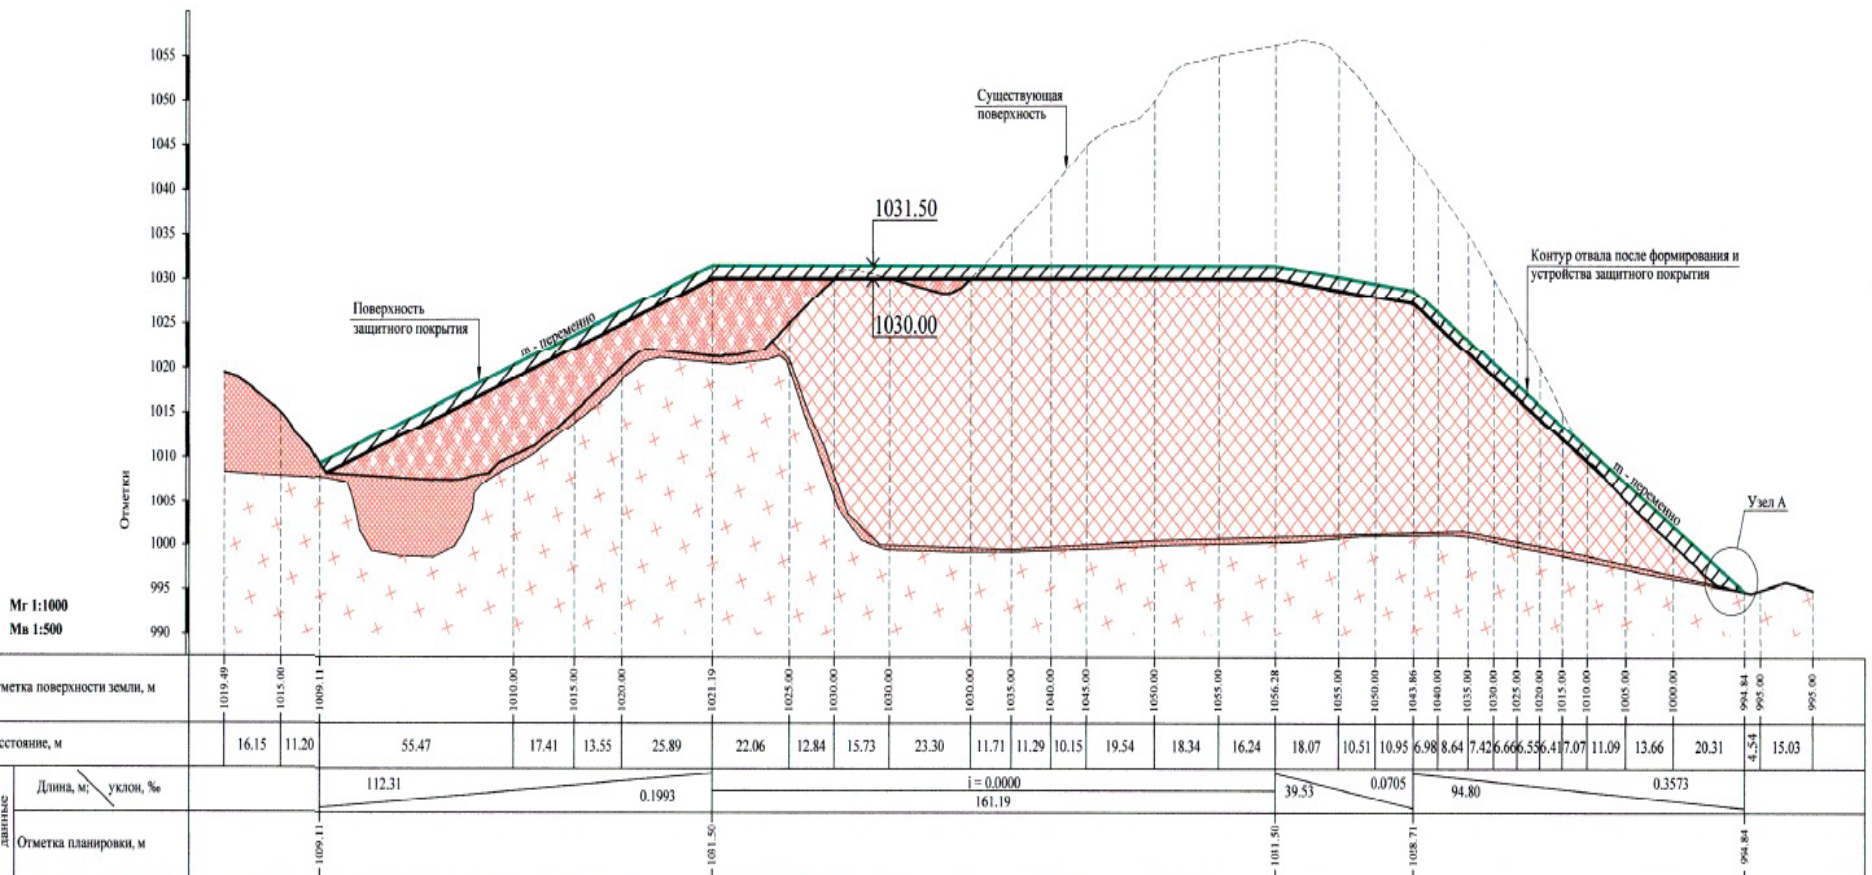 1055
1050
1045
1040
1035
1030
1025
1020
1015
1010
1005
1000
995
990
Отметки
Мг 1:1000
Мв 1:500
Существующая
поверхность
1031.50
1030.00
Контур отвала после формирования и
устройства защитного покрытия
Поверхность
защитного покрытия
m - переменно
m - переменно
Узел А
метка поверхности земли, м
1019.49 1015.00 1009.11 1010.00 1015.00 1020.00 1021.19 1025.00 1030.00 1030.00 1030.00 1035.00 1040.00 1045.00 1050.00 1055.00 1056.28 1055.00 1050.00 1043.86 1040.00 1035.00 1030.00 1025.00 1020.00 1015.00 1010.00 1005.00 1000.00 994.84 995.00 995.00
сстояние, м
16.15 11.20 55.47 17.41 13.55 25.89 22.06 12.84 15.73 23.30 11.71 11.29 10.15 19.54 18.34 16.24 18.07 10.51 10.95 6.98 8.64 7.42 6.66 6.55 6.41 7.07 11.09 13.66 20.31 4.54 15.03
данные
Длина, м; уклон, ‰
112.31 0.1993 i = 0.0000 161.19 39.53 0.0705 94.80 0.3573
Отметка планировки, м
1009.11 1031.50 1031.50 1028.71 994.84